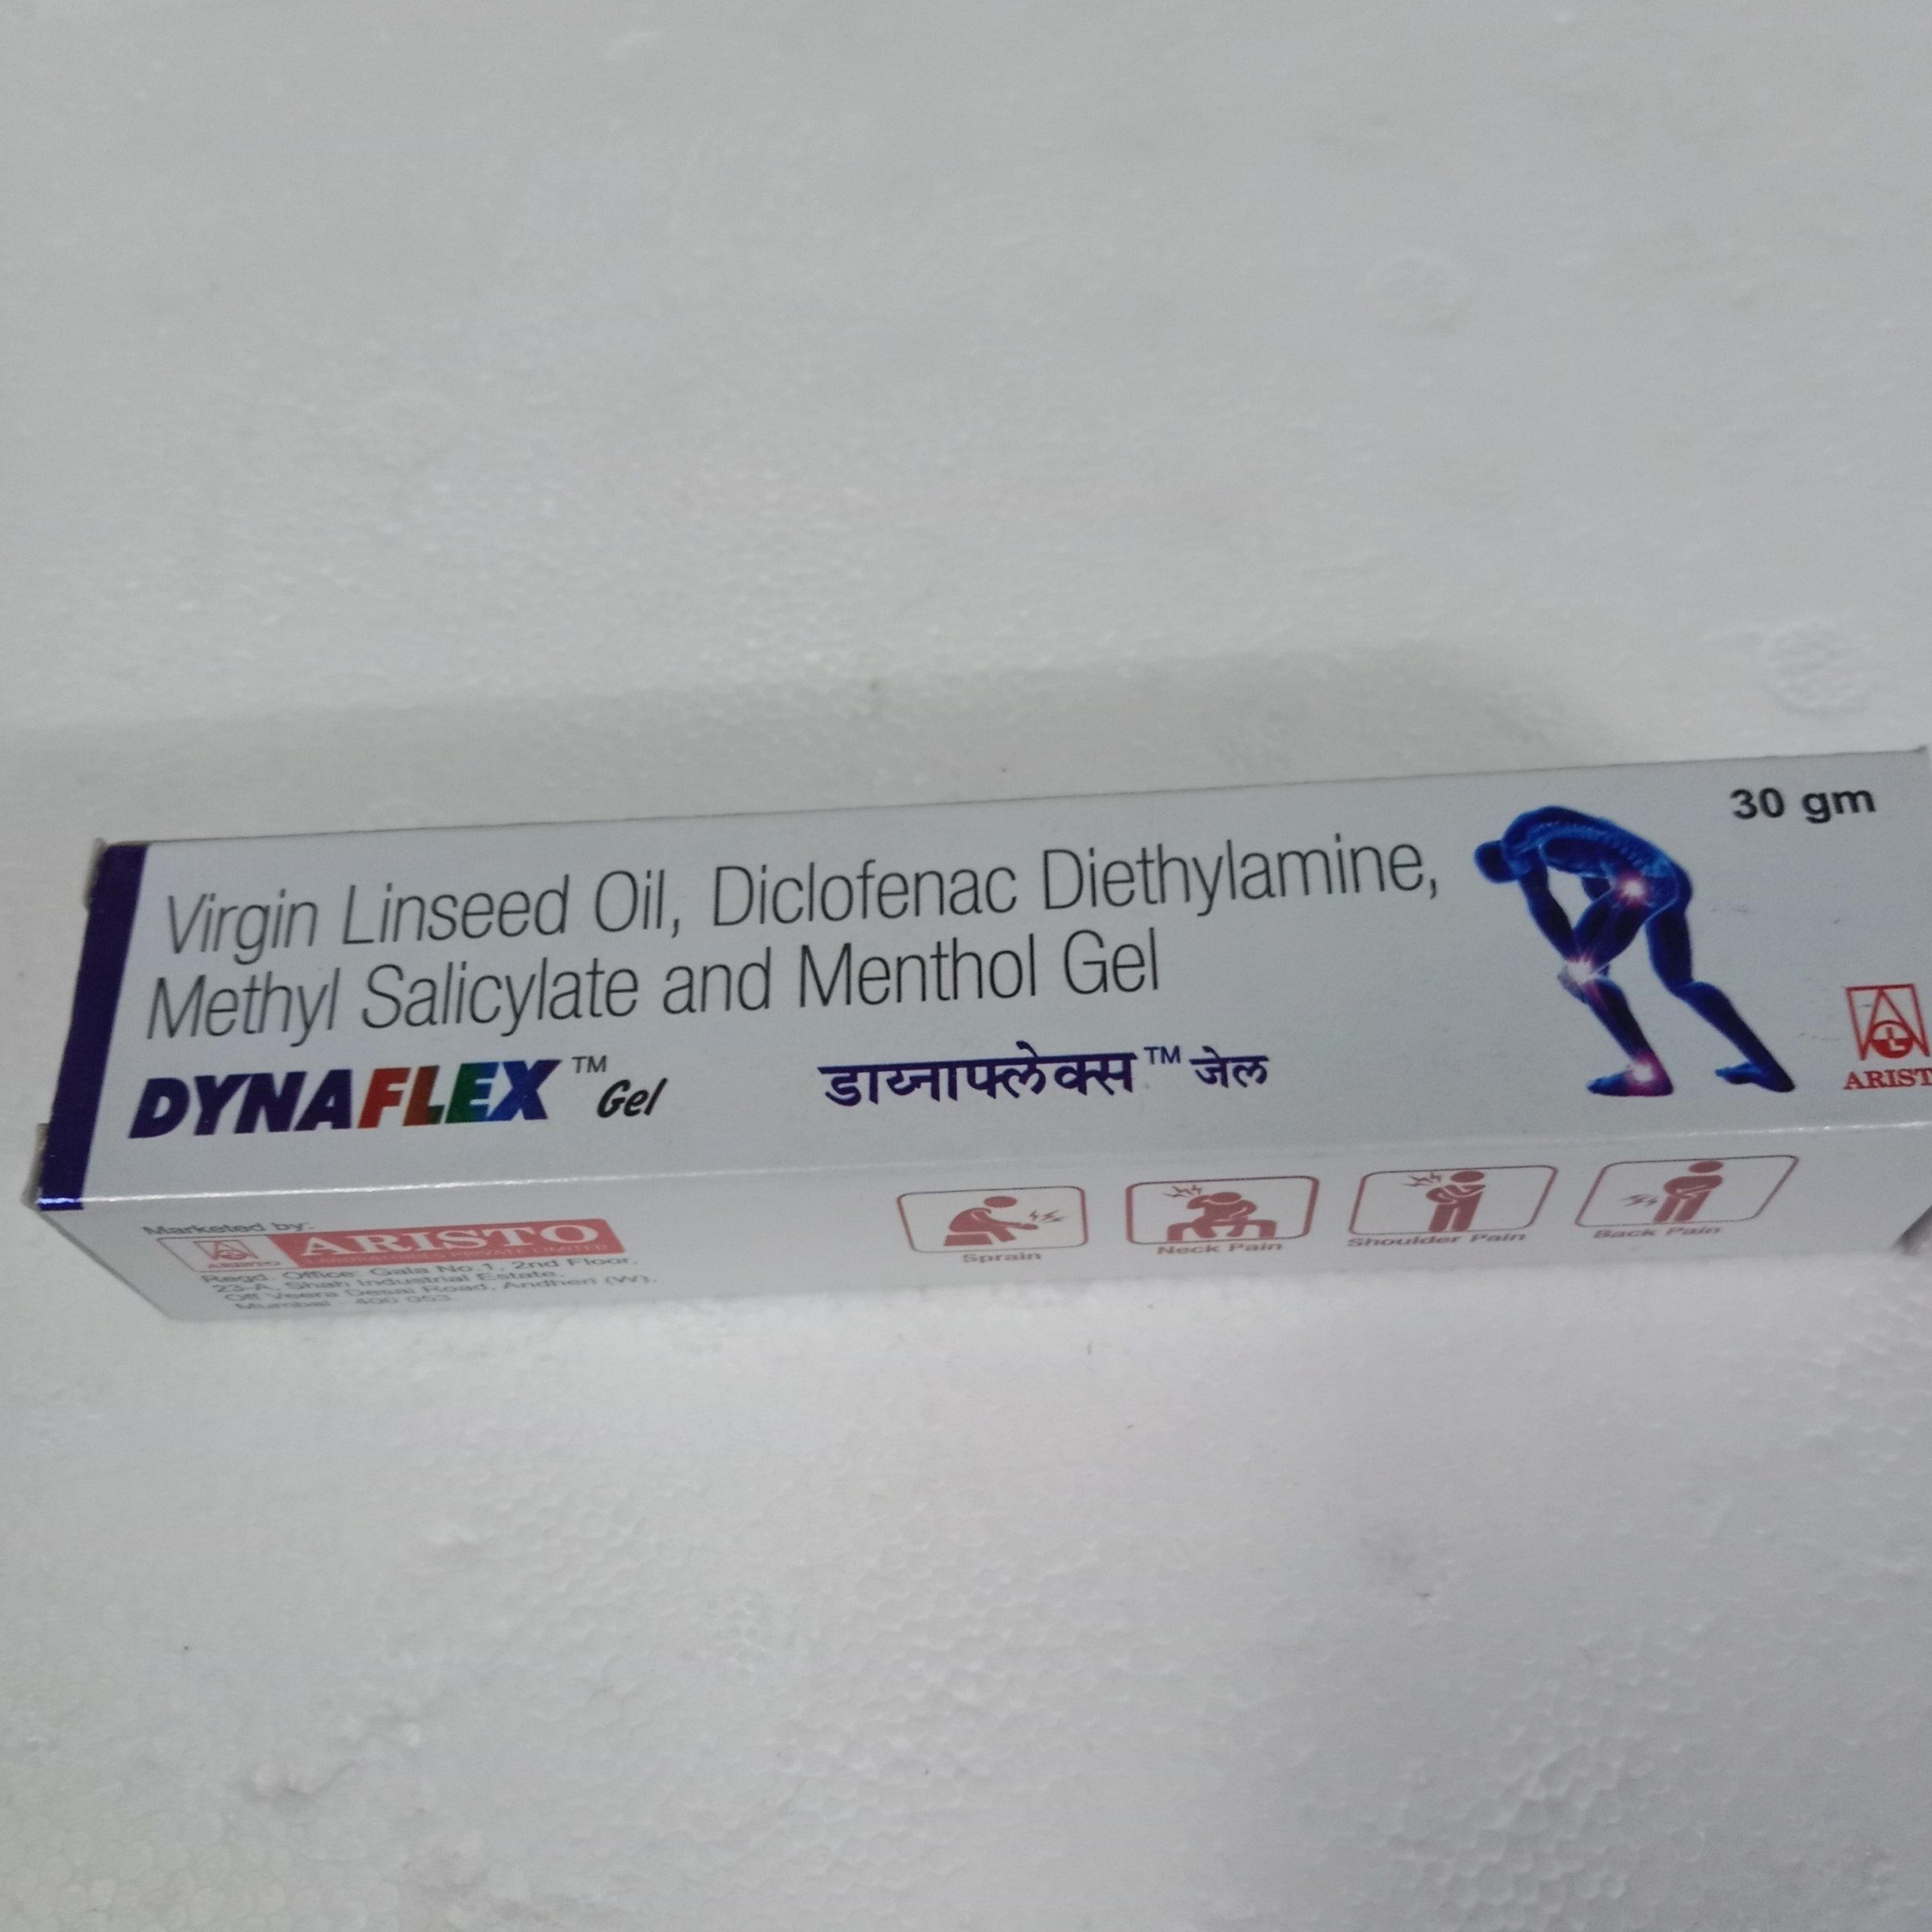 30 gm
Virgin Linseed Oil, Diclofenac Diethylamine,
Methyl Salicylate and Menthol Gel
DYNAFLEX™ Gel
डाय्नाफ्लेक्स™ जेल
ARIST
Marketed by:
ARISTO
ARISTO
Regd. Office: Gala No.1, 2nd Floor,
23-A, Shah Industrial Estate,
Off Veera Desai Road, Andheri (W),
Mumbai - 400 053.
Sprain
Neck Pain
Shoulder Pain
Back Pain